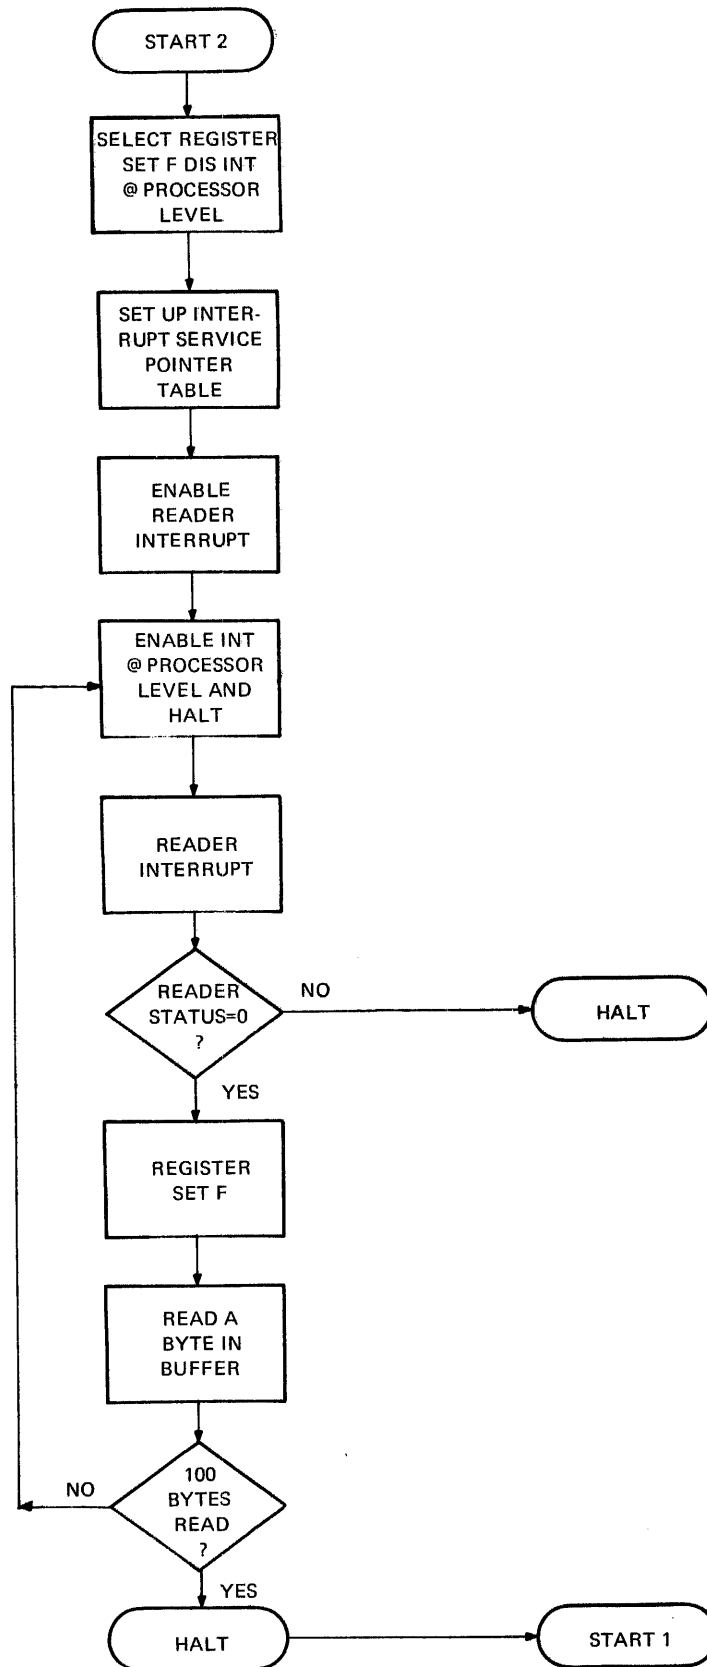 START 2
SELECT REGISTER
SET F DIS INT
@ PROCESSOR
LEVEL
SET UP INTER-
RUPT SERVICE
POINTER
TABLE
ENABLE
READER
INTERRUPT
ENABLE INT
@ PROCESSOR
LEVEL AND
HALT
READER
INTERRUPT
READER
STATUS=0
?
NO
HALT
YES
REGISTER
SET F
READ A
BYTE IN
BUFFER
100
BYTES
READ
?
NO
YES
HALT
START 1